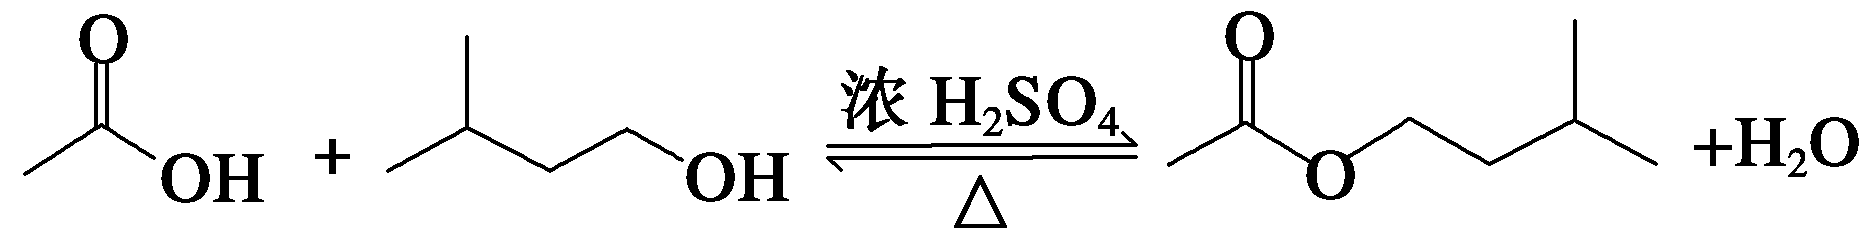 O
OH + OH 浓 H₂SO₄ △ O
O +H₂O